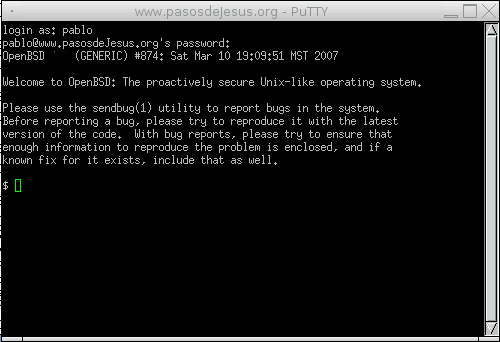 www.pasosdeJesus.org - PuTTY
login as: pablo
pablo@www.pasosdeJesus.org's password:
OpenBSD     (GENERIC) #874: Sat Mar 10 19:09:51 MST 2007
Welcome to OpenBSD: The proactively secure Unix-like operating system.
Please use the sendbug(1) utility to report bugs in the system.
Before reporting a bug, please try to reproduce it with the latest
version of the code.  With bug reports, please try to ensure that
enough information to reproduce the problem is enclosed, and if a
known fix for it exists, include that as well.
$